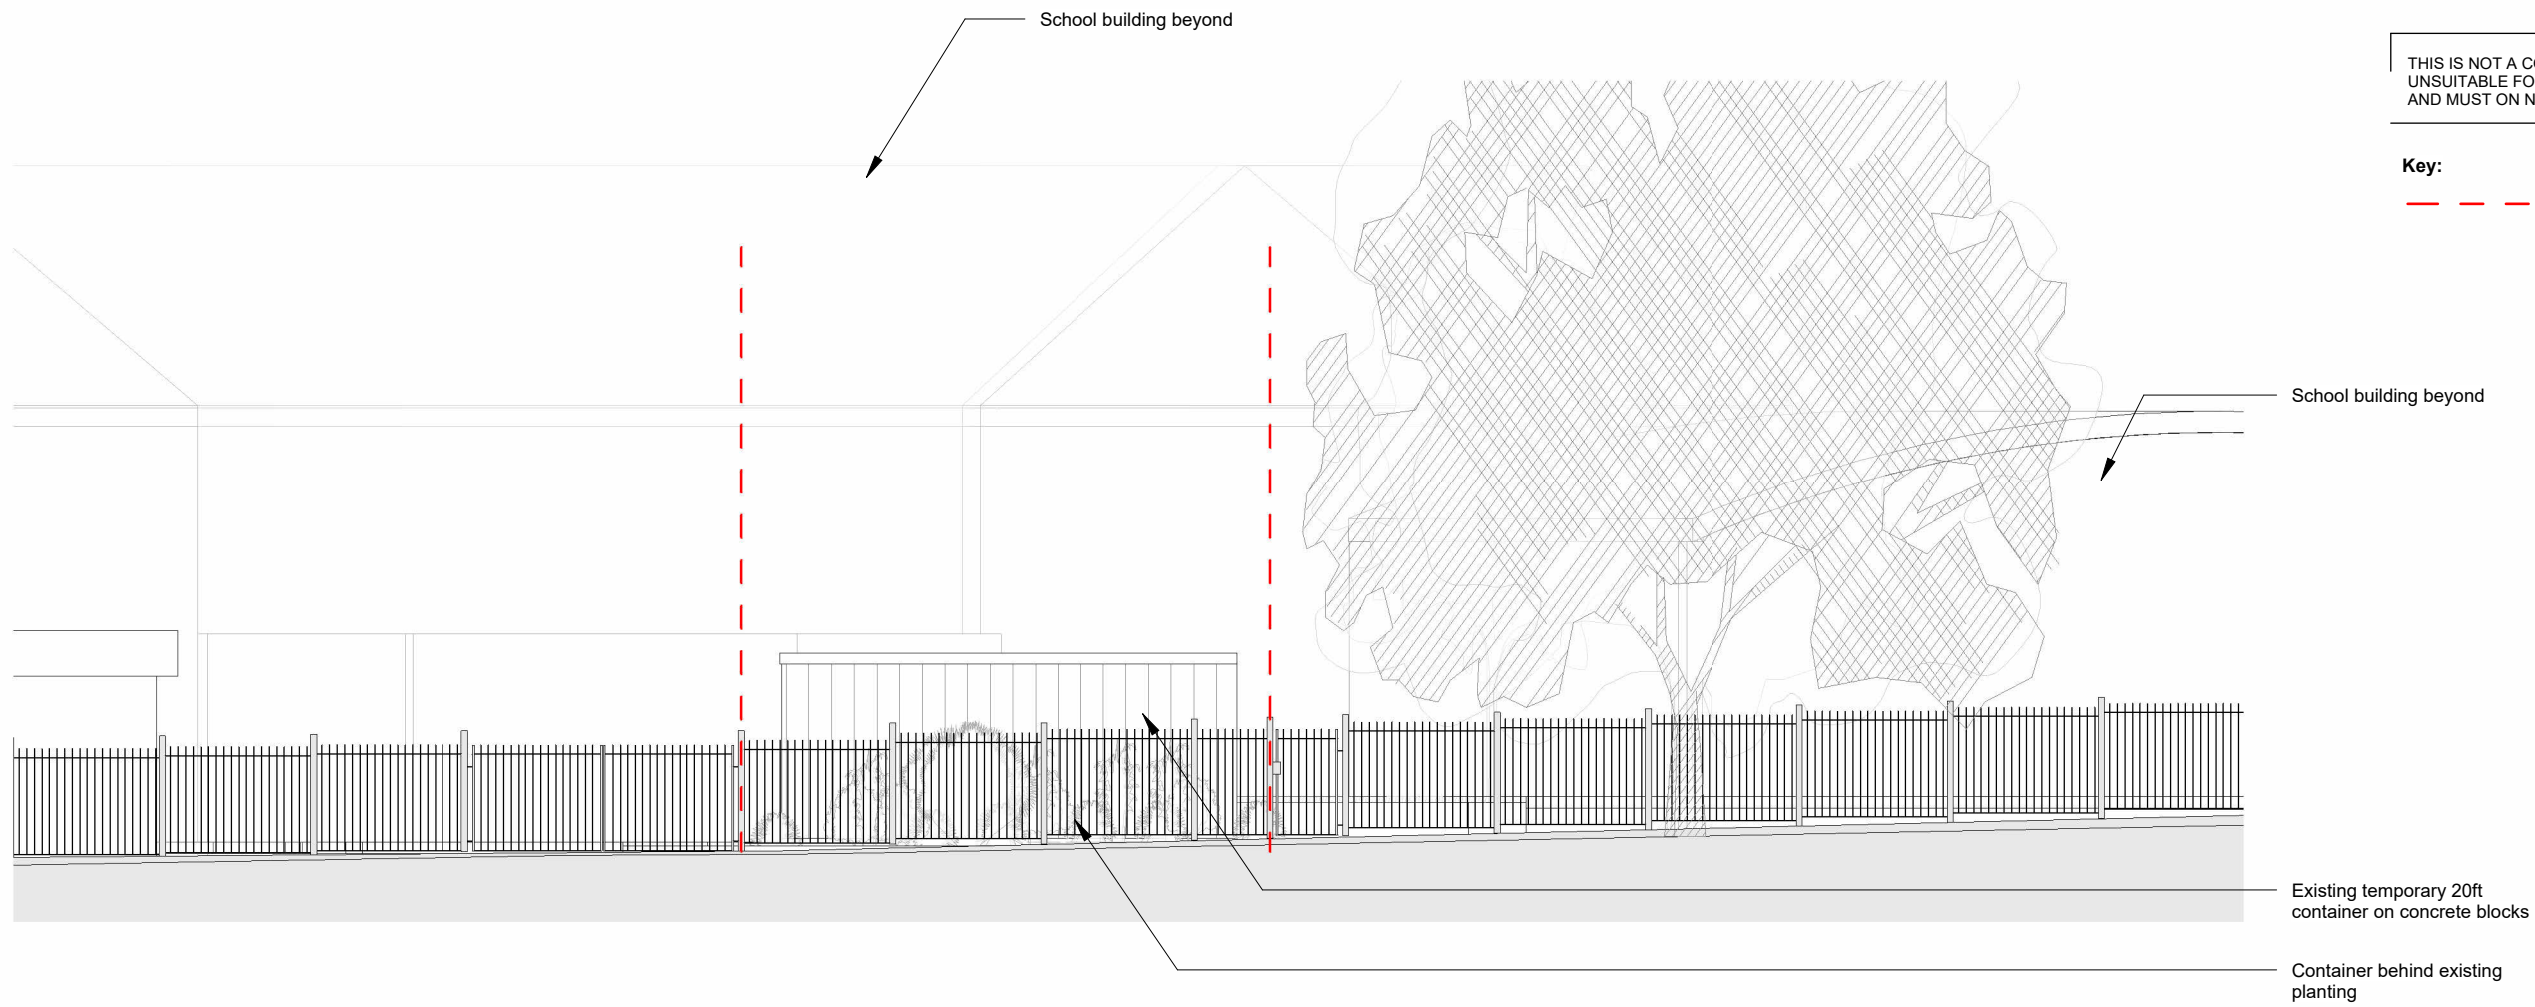 School building beyond
THIS IS NOT A
UNSUITABLE
AND MUST ON
Key:
School building beyond
Existing temporary 20ft
container on concrete blocks
Container behind existing
planting